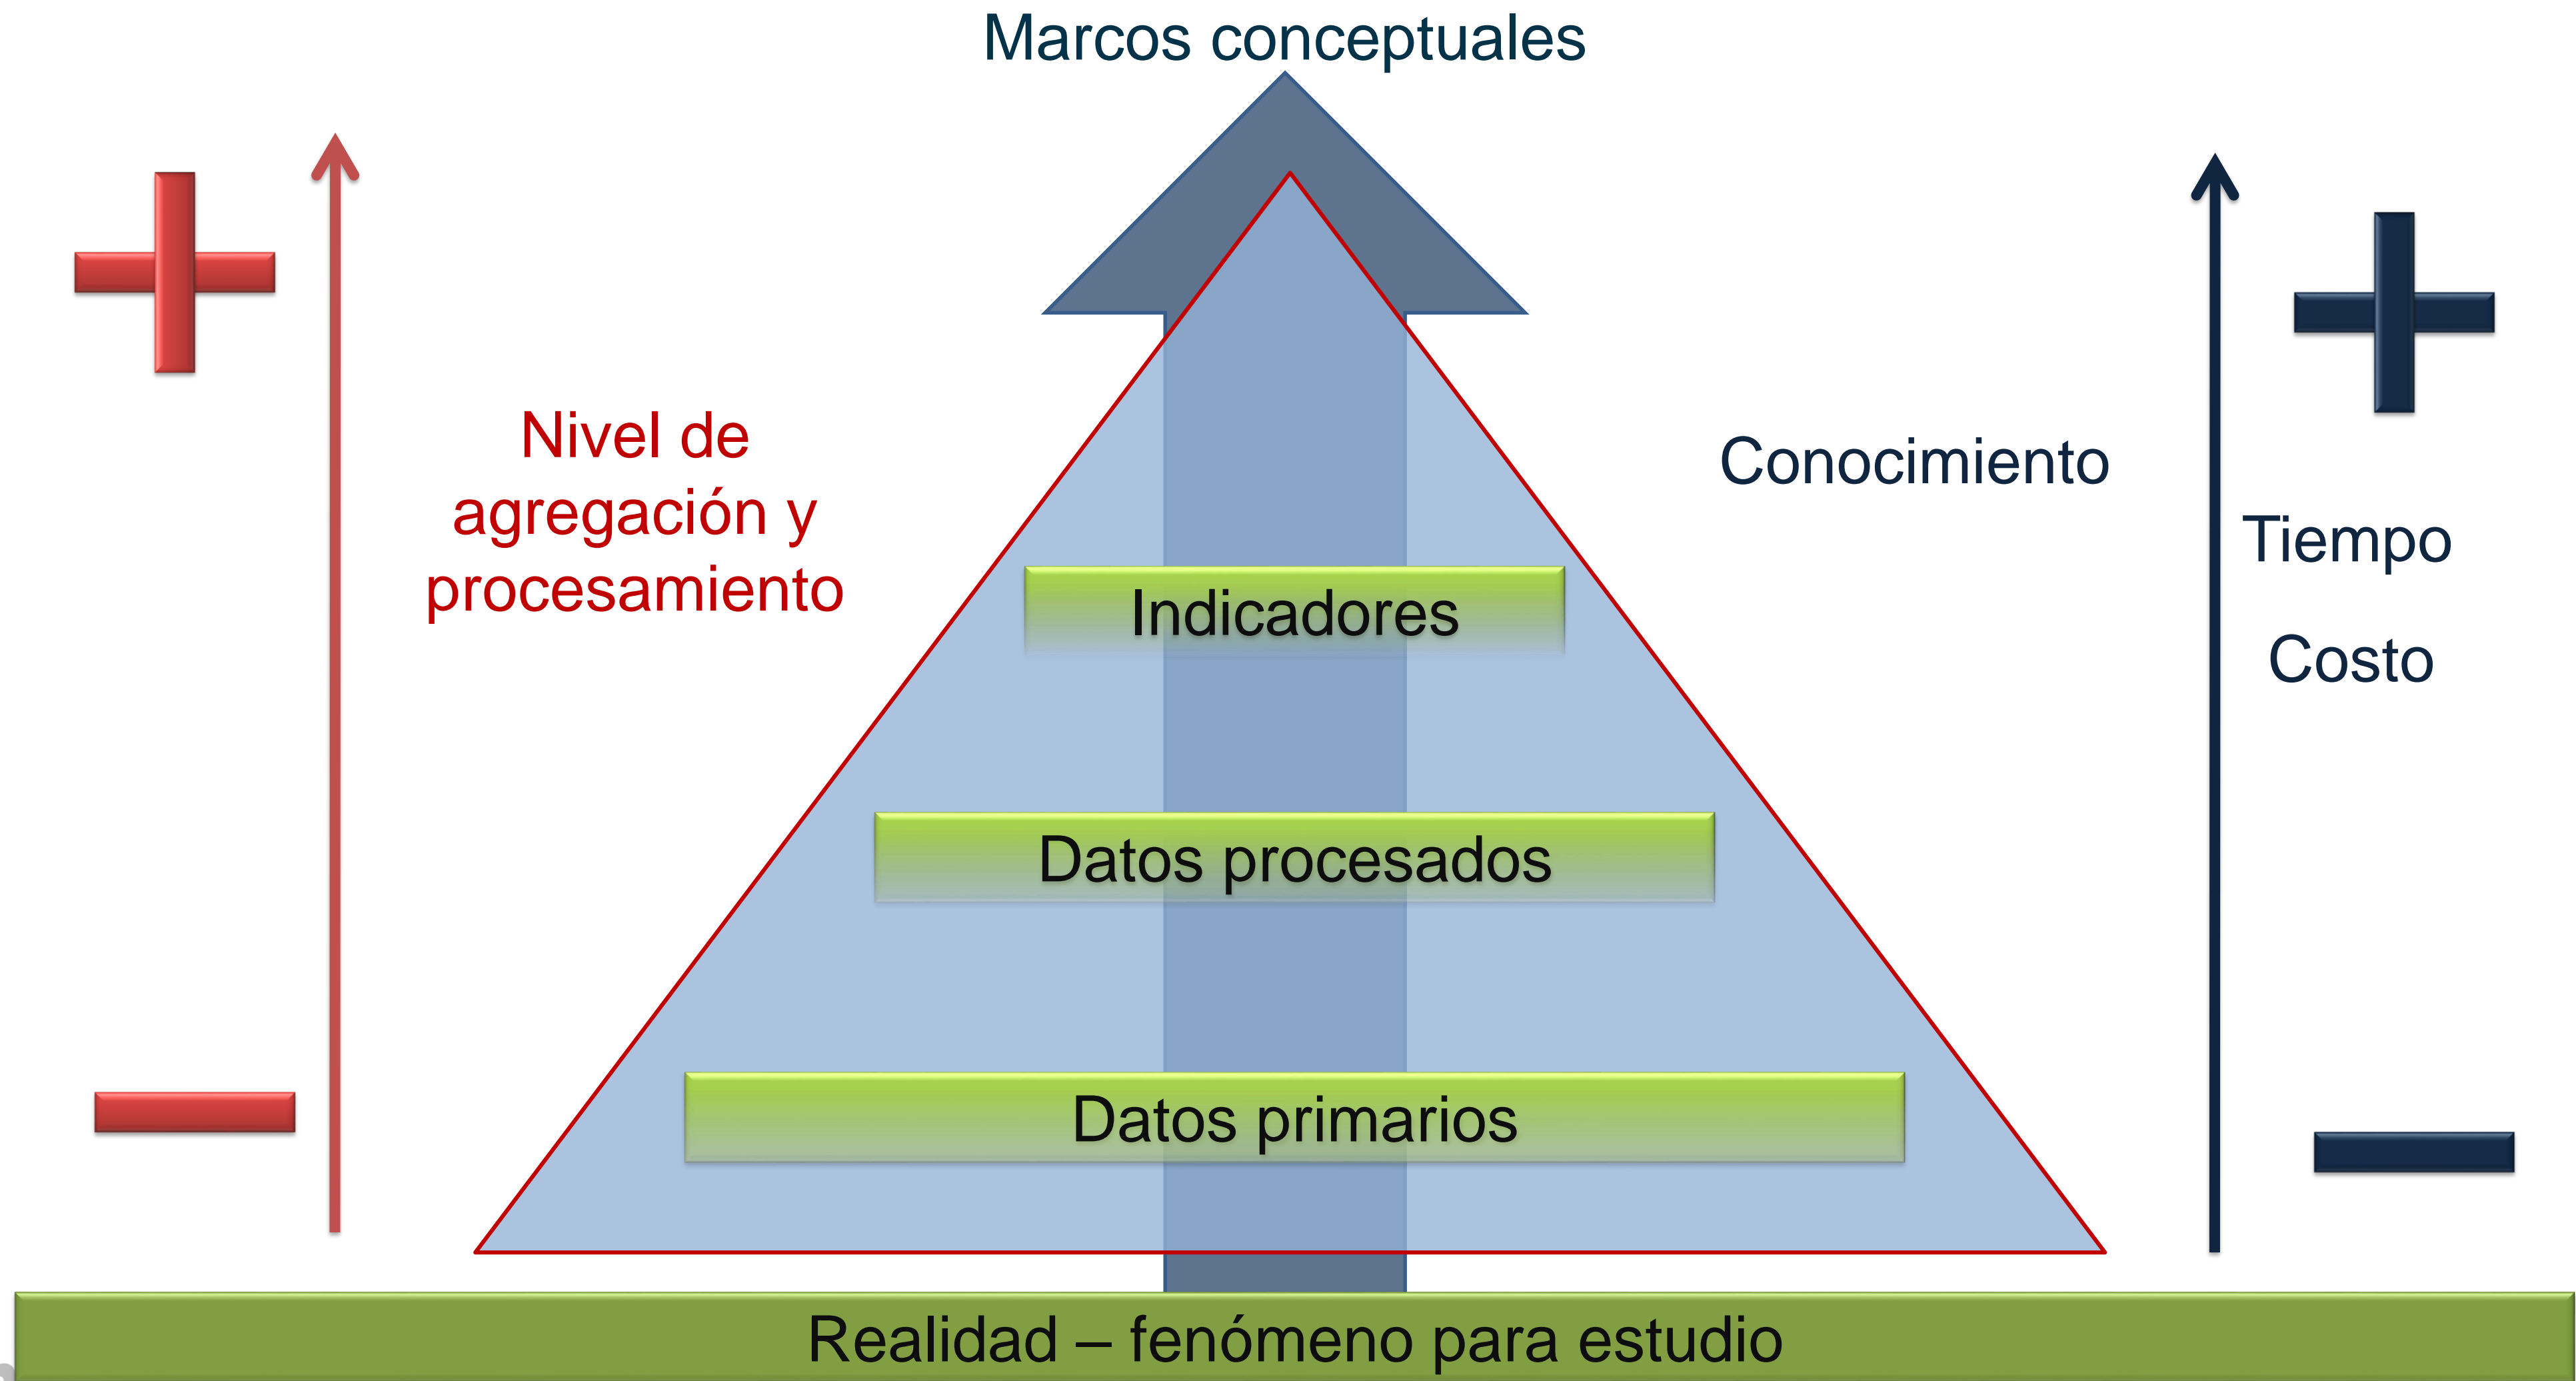 Marcos conceptuales
Nivel de
agregación y
procesamiento
Conocimiento
Tiempo
Costo
Indicadores
Datos procesados
Datos primarios
Realidad – fenómeno para estudio